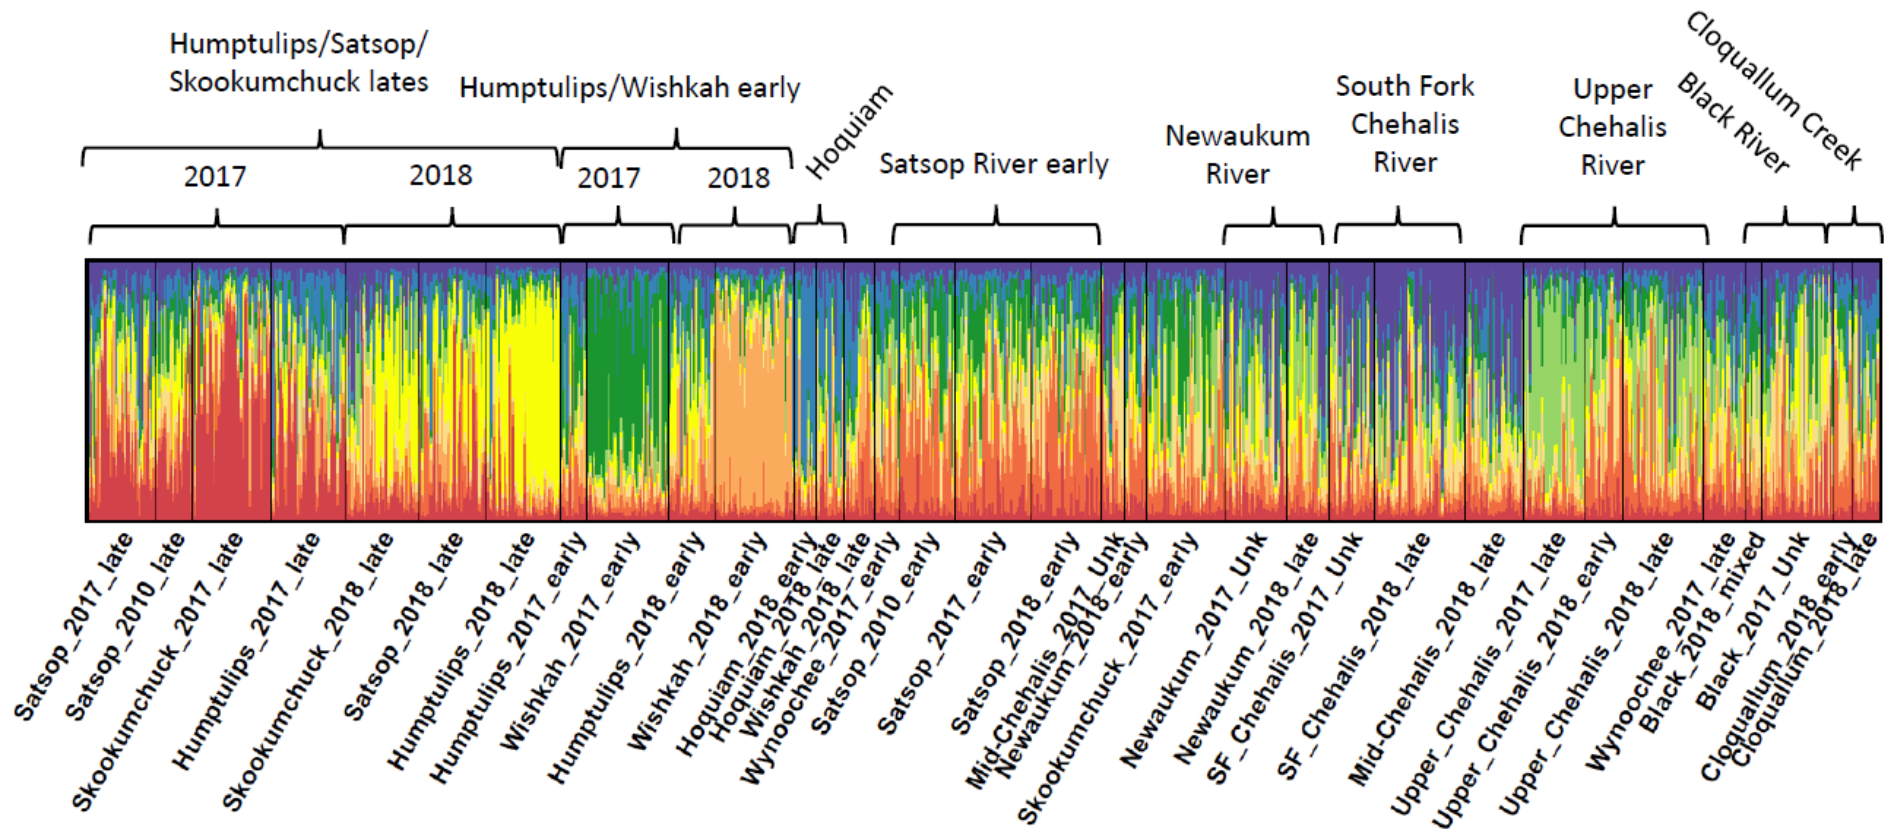 Humptulips/Satsop/
Skookumchuck lates
Humptulips/Wishkah early
Hoquiam
Satsop River early
Newaukum
River
South Fork
Chehalis
River
Upper
Chehalis
River
Black River
Cloquallum Creek
2017
2018
2017
2018
Satsop_2017_late
Satsop_2010_late
Skookumchuck_2017_late
Humptulips_2017_late
Skookumchuck_2018_late
Satsop_2018_late
Humptulips_2018_late
Humptulips_2017_early
Wishkah_2017_early
Humptulips_2018_early
Wishkah_2018_early
Hoquiam_2018_early
Hoquiam_2018_late
Wishkah_2018_late
Wynoochee_2017_early
Satsop_2010_early
Satsop_2017_early
Satsop_2018_early
Mid-Chehalis_2017_Unk
Newaukum_2018_early
Skookumchuck_2017_early
Newaukum_2017_Unk
Newaukum_2018_late
SF_Chehalis_2017_Unk
SF_Chehalis_2018_late
Mid-Chehalis_2018_late
Upper_Chehalis_2017_late
Upper_Chehalis_2018_early
Upper_Chehalis_2018_late
Wynoochee_2017_late
Black_2018_mixed
Black_2017_Unk
Cloquallum_2018_early
Cloquallum_2018_late